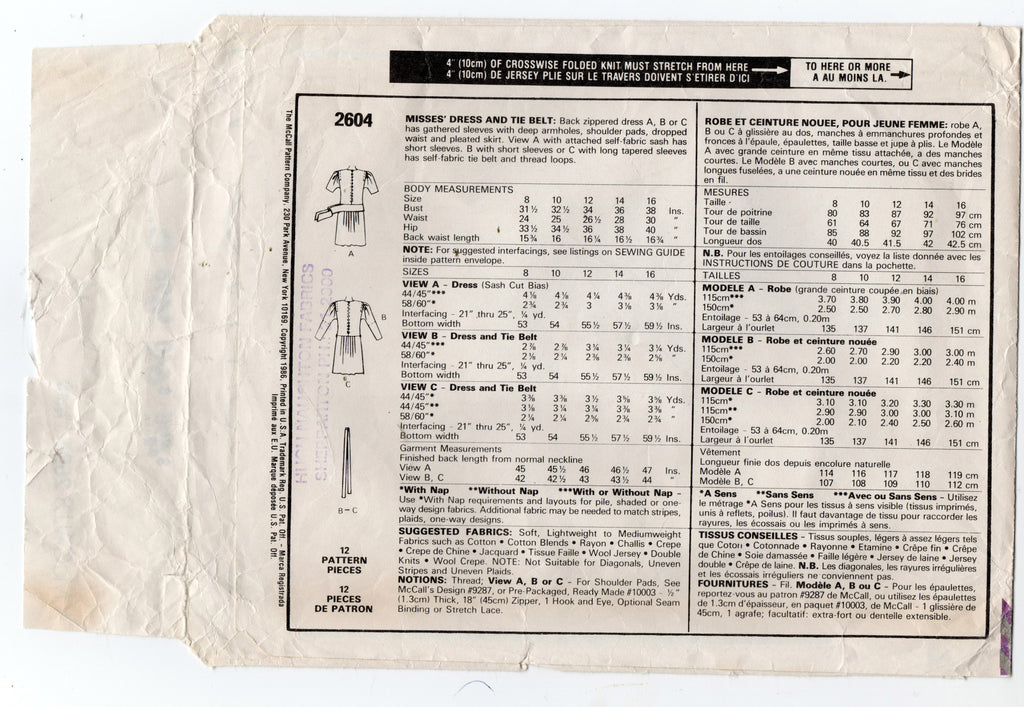 4" (10cm) OF CROSSWISE FOLDED KNIT MUST STRETCH FROM HERE
4" (10cm) DE JERSEY PLIE SUR LE TRAVERS DOIVENT S'ETIRER D'ICI
TO HERE OR MORE
A AU MOINS LA.
The McCall Pattern Company, 230 Park Avenue, New York 10169. Copyright 1986. Printed in U.S.A. Trademark Reg. U.S. Pat. Off. - Marca Registrada
Imprimé aux E.U. Marque déposée U.S. Pat. Off.
2604
A
B
C
B – C
12
PATTERN
PIECES
12
PIECES
DE PATRON
MISSES' DRESS AND TIE BELT: Back zippered dress A, B or C
has gathered sleeves with deep armholes, shoulder pads, dropped
waist and pleated skirt. View A with attached self-fabric sash has
short sleeves. B with short sleeves or C with long tapered sleeves
has self-fabric tie belt and thread loops.
BODY MEASUREMENTS
Size 8 10 12 14 16
Bust 31½ 32½ 34 36 38 Ins.
Waist 24 25 26½ 28 30 "
Hip 33½ 34½ 36 38 40 "
Back waist length 15¾ 16 16¼ 16½ 16¾ "
NOTE: For suggested interfacings, see listings on SEWING GUIDE
inside pattern envelope.
SIZES 8 10 12 14 16
VIEW A - Dress (Sash Cut Bias)
44/45"*** 4⅛ 4⅛ 4¼ 4⅜ 4⅜ Yds.
58/60"* 2¾ 2¾ 3 3⅛ 3⅛ "
Interfacing - 21" thru 25", ¼ yd.
Bottom width 53 54 55½ 57½ 59½ Ins.
VIEW B - Dress and Tie Belt
44/45"*** 2⅞ 2⅞ 3¼ 3¼ 3¼ Yds.
58/60"* 2⅛ 2¼ 2⅜ 2⅜ 2⅝ "
Interfacing - 21" thru 25", ¼ yd.
Bottom width 53 54 55½ 57½ 59½ Ins.
VIEW C - Dress and Tie Belt
44/45"* 3⅜ 3⅜ 3½ 3⅝ 3⅝ Yds.
44/45"** 3⅛ 3¼ 3¼ 3⅜ 3⅜ "
58/60"* 2¼ 2¼ 2⅝ 2¾ 2¾ "
Interfacing - 21" thru 25", ¼ yd.
Bottom width 53 54 55½ 57½ 59½ Ins.
Garment Measurements
Finished back length from normal neckline
View A 45 45½ 46 46½ 47 Ins.
View B, C 42 42½ 43 43½ 44 "
*With Nap **Without Nap ***With or Without Nap -
Use *With Nap requirements and layouts for pile, shaded or one-
way design fabrics. Additional fabric may be needed to match stripes,
plaids, one-way designs.
SUGGESTED FABRICS: Soft, Lightweight to Mediumweight
Fabrics such as Cotton • Cotton Blends • Rayon • Challis • Crepe
• Crepe de Chine • Jacquard • Tissue Faille • Wool Jersey • Double
Knits • Wool Crepe. NOTE: Not Suitable for Diagonals, Uneven
Stripes and Uneven Plaids.
NOTIONS: Thread; View A, B or C - For Shoulder Pads, See
McCall's Design #9287, or Pre-Packaged, Ready Made #10003 - ½"
(1.3cm) Thick, 18" (45cm) Zipper, 1 Hook and Eye, Optional Seam
Binding or Stretch Lace.
ROBE ET CEINTURE NOUEE, POUR JEUNE FEMME: robe A,
B ou C à glissière au dos, manches à emmanchures profondes et
fronces à l'épaule, épaulettes, taille basse et jupe à plis. Le Modèle
A avec grande ceinture en même tissu attachée, a des manches
courtes. Le Modèle B avec manches courtes, ou C avec manches
longues fuselées, a une ceinture nouée en même tissu et des brides
en fil.
MESURES
Taille - 8 10 12 14 16
Tour de poitrine 80 83 87 92 97 cm
Tour de taille 61 64 67 71 76 cm
Tour de bassin 85 88 92 97 102 cm
Longueur dos 40 40.5 41.5 42 42.5 cm
N.B. Pour les entoilages conseillés, voyez la liste donnée avec les
INSTRUCTIONS DE COUTURE dans la pochette.
TAILLES 8 10 12 14 16
MODELE A - Robe (grande ceinture coupée en biais)
115cm*** 3.70 3.80 3.90 4.00 4.00 m
150cm* 2.50 2.50 2.70 2.80 2.90 m
Entoilage - 53 à 64cm, 0.20m
Largeur à l'ourlet 135 137 141 146 151 cm
MODELE B - Robe et ceinture nouée
115cm*** 2.60 2.70 2.90 3.00 3.00 m
150cm* 2.00 2.00 2.20 2.20 2.40 m
Entoilage - 53 à 64cm, 0.20m
Largeur à l'ourlet 135 137 141 146 151 cm
MODELE C - Robe et ceinture nouée
115cm* 3.10 3.10 3.20 3.30 3.30 m
115cm** 2.90 2.90 3.00 3.00 3.10 m
150cm* 2.00 2.10 2.40 2.50 2.60 m
Entoilage - 53 à 64cm, 0.20m
Largeur à l'ourlet 135 137 141 146 151 cm
Vêtement
Longueur finie dos depuis encolure naturelle
Modèle A 114 116 117 118 119 cm
Modèle B, C 107 108 109 110 112 cm
*A Sens **Sans Sens ***Avec ou Sans Sens - Utilisez
le métrage *A Sens pour les tissus à sens visible (tissus imprimés,
unis à reflets, poilus). Il faut davantage de tissu pour raccorder les
rayures, les écossais ou les imprimés à sens.
TISSUS CONSEILLES - Tissus souples, légers à assez légers tels
que Coton • Cotonnade • Rayonne • Etamine • Crêpe fin • Crêpe
de Chine • Soie damassée • Faille légère • Jersey de laine • Jersey
double • Crêpe de laine. N.B. Les diagonales, les rayures irrégulières
et les écossais irréguliers ne conviennent pas.
FOURNITURES - Fil. Modèle A, B ou C - Pour les épaulettes,
reportez-vous au patron #9287 de McCall, ou utilisez les épaulettes
de 1.3cm d'épaisseur, en paquet #10003, de McCall - 1 glissière de
45cm, 1 agrafe; facultatif: extra-fort ou dentelle extensible.